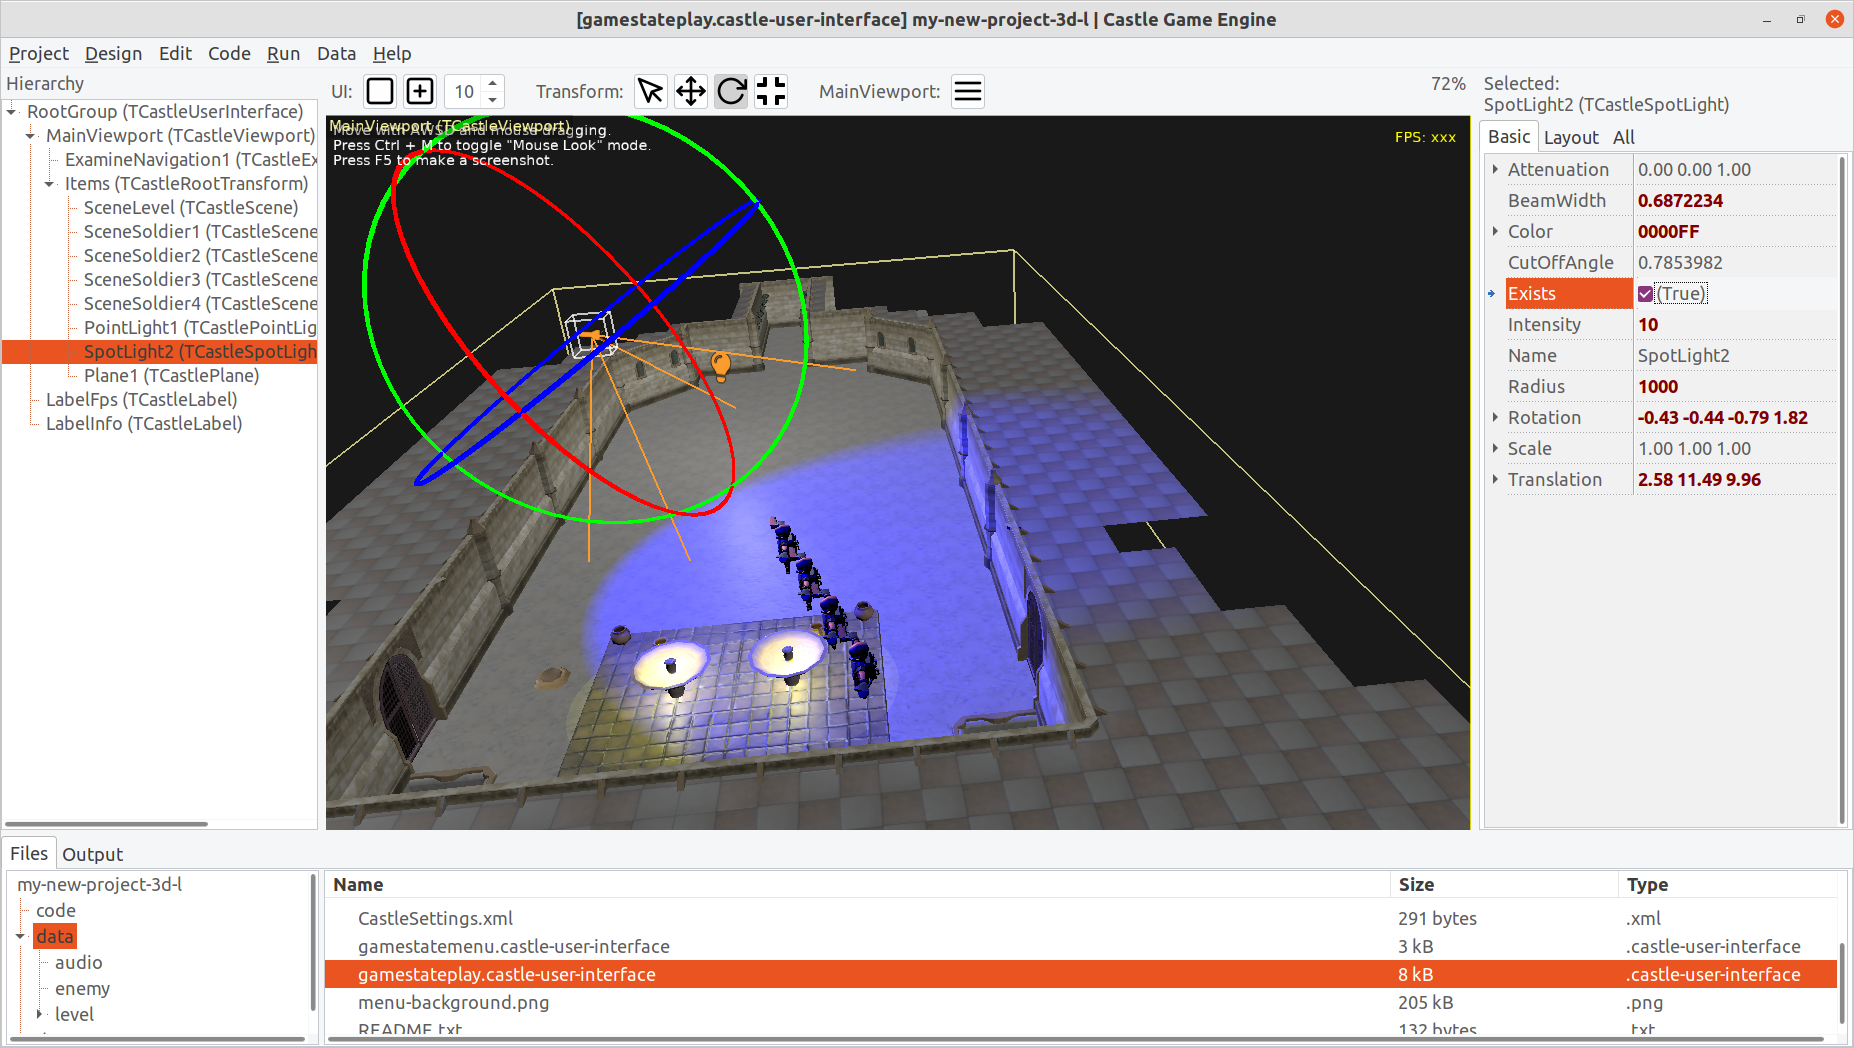 [gamestateplay.castle-user-interface] my-new-project-3d-l | Castle Game Engine
Project Design Edit Code Run Data Help
Hierarchy
RootGroup (TCastleUserInterface)
MainViewport (TCastleViewport)
ExamineNavigation1 (TCastleEx
Items (TCastleRootTransform)
SceneLevel (TCastleScene)
SceneSoldier1 (TCastleScene
SceneSoldier2 (TCastleScene
SceneSoldier3 (TCastleScene
SceneSoldier4 (TCastleScene
PointLight1 (TCastlePointLig
SpotLight2 (TCastleSpotLigh
Plane1 (TCastlePlane)
LabelFps (TCastleLabel)
LabelInfo (TCastleLabel)
UI: 10 Transform: MainViewport: 72%
MainViewport (TCastleViewport)
Move with AWSD and mouse dragging.
Press Ctrl + M to toggle "Mouse Look" mode.
Press F5 to make a screenshot.
FPS: xxx
Selected:
SpotLight2 (TCastleSpotLight)
Basic Layout All
Attenuation 0.00 0.00 1.00
BeamWidth 0.6872234
Color 0000FF
CutOffAngle 0.7853982
Exists (True)
Intensity 10
Name SpotLight2
Radius 1000
Rotation -0.43 -0.44 -0.79 1.82
Scale 1.00 1.00 1.00
Translation 2.58 11.49 9.96
Files Output
my-new-project-3d-l
code
data
audio
enemy
level
Name Size Type
CastleSettings.xml 291 bytes .xml
gamestatemenu.castle-user-interface 3 kB .castle-user-interface
gamestateplay.castle-user-interface 8 kB .castle-user-interface
menu-background.png 205 kB .png
README.txt 132 bytes .txt